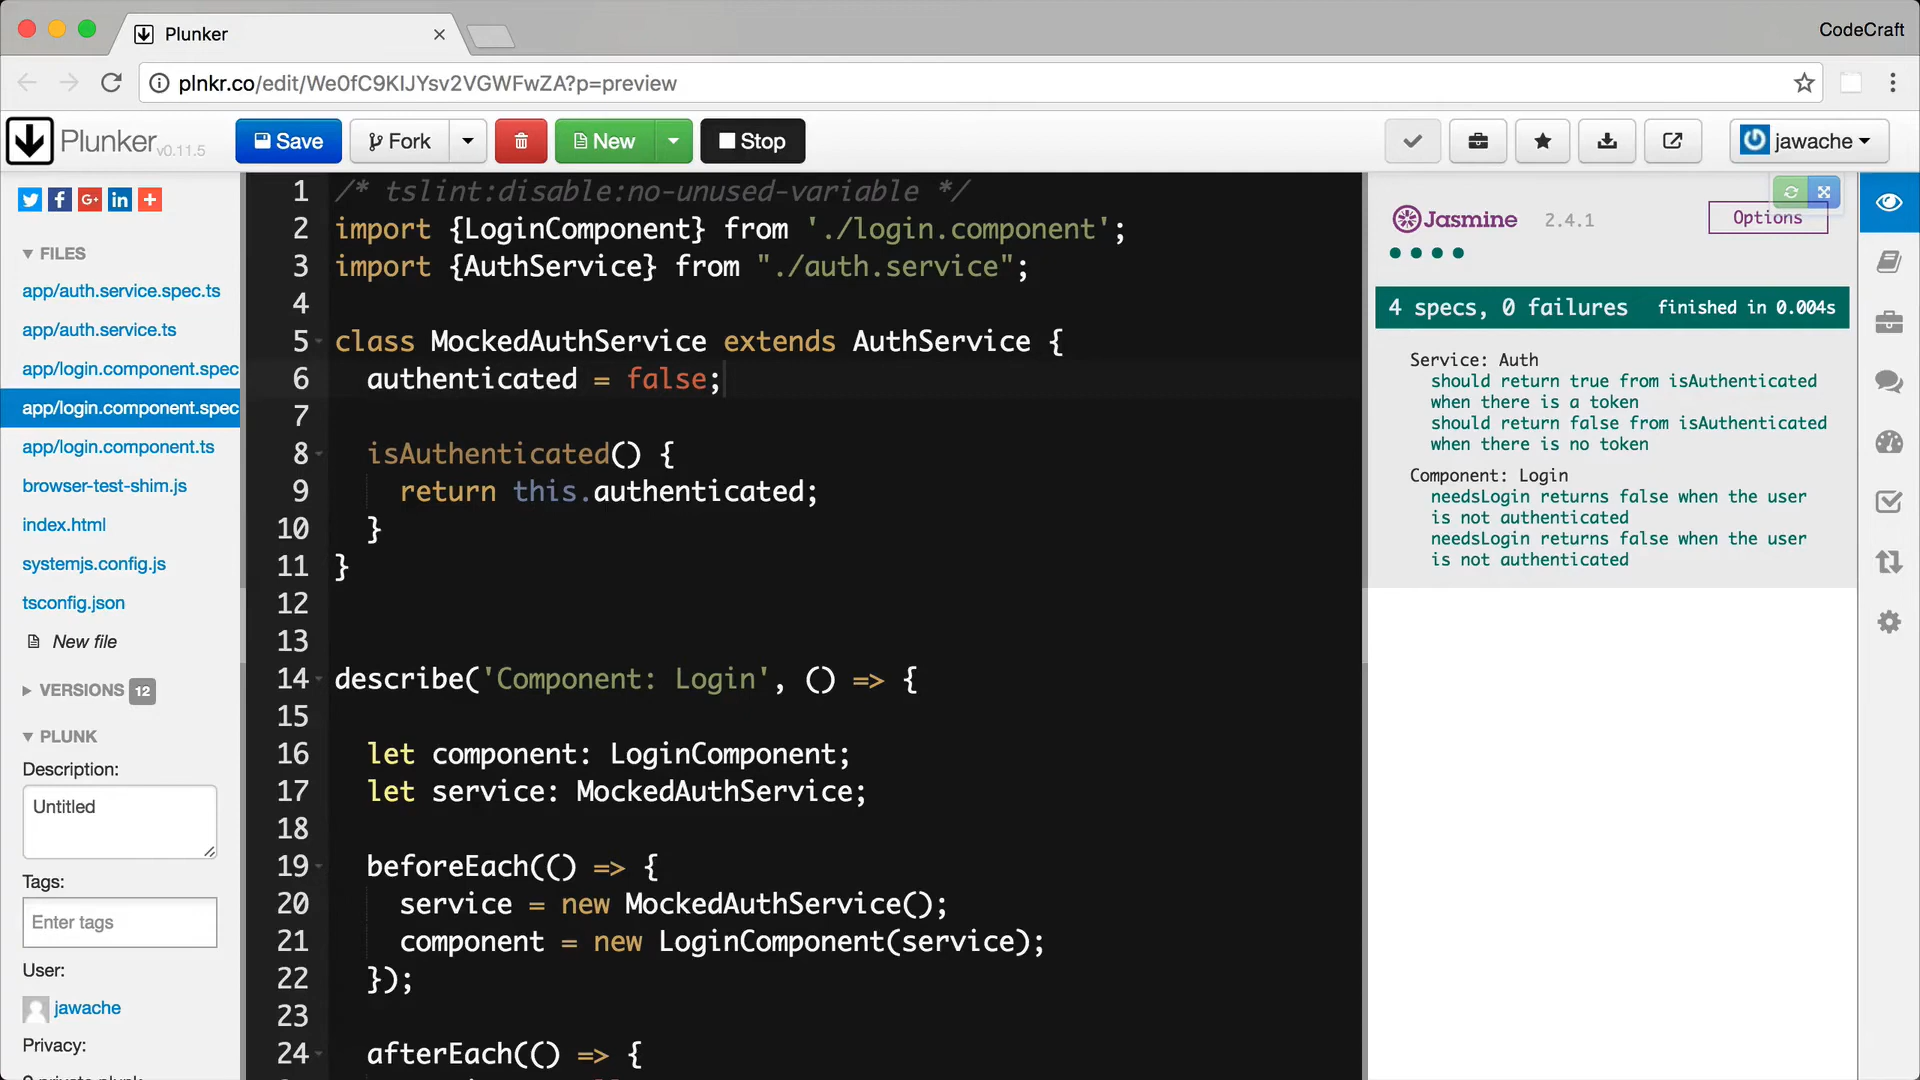 Plunker
CodeCraft
plnkr.co/edit/We0fC9KIJYsv2VGWFwZA?p=preview
Plunker v0.11.5
Save
Fork
New
Stop
jawache
FILES
app/auth.service.spec.ts
app/auth.service.ts
app/login.component.spec
app/login.component.spec
app/login.component.ts
browser-test-shim.js
index.html
systemjs.config.js
tsconfig.json
New file
VERSIONS 12
PLUNK
Description:
Untitled
Tags:
Enter tags
User:
jawache
Privacy:
1 /* tslint:disable:no-unused-variable */
2 import {LoginComponent} from './login.component';
3 import {AuthService} from "./auth.service";
4
5 class MockedAuthService extends AuthService {
6 authenticated = false;
7
8 isAuthenticated() {
9 return this.authenticated;
10 }
11 }
12
13
14 describe('Component: Login', () => {
15
16 let component: LoginComponent;
17 let service: MockedAuthService;
18
19 beforeEach(() => {
20 service = new MockedAuthService();
21 component = new LoginComponent(service);
22 });
23
24 afterEach(() => {
Jasmine 2.4.1
Options
4 specs, 0 failures finished in 0.004s
Service: Auth
should return true from isAuthenticated
when there is a token
should return false from isAuthenticated
when there is no token
Component: Login
needsLogin returns false when the user
is not authenticated
needsLogin returns false when the user
is not authenticated